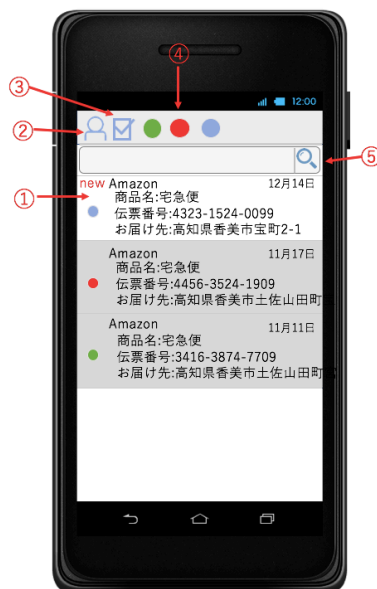 ④
12:00
③
②
⑤
new Amazon 12月14日
①
商品名:宅急便
伝票番号:4323-1524-0099
お届け先:高知県香美市宝町2-1
Amazon 11月17日
商品名:宅急便
伝票番号:4456-3524-1909
お届け先:高知県香美市土佐山田町
Amazon 11月11日
商品名:宅急便
伝票番号:3416-3874-7709
お届け先:高知県香美市土佐山田町